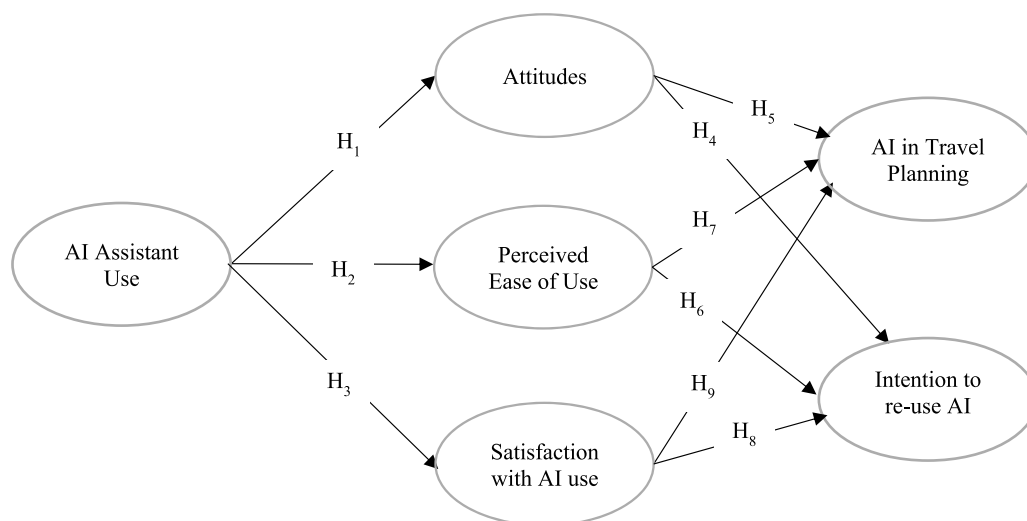 Attitudes
H5
H4
AI in Travel
Planning
H1
AI Assistant
Use
H2
Perceived
Ease of Use
H7
H6
H3
H9
Intention to
re-use AI
H8
Satisfaction
with AI use